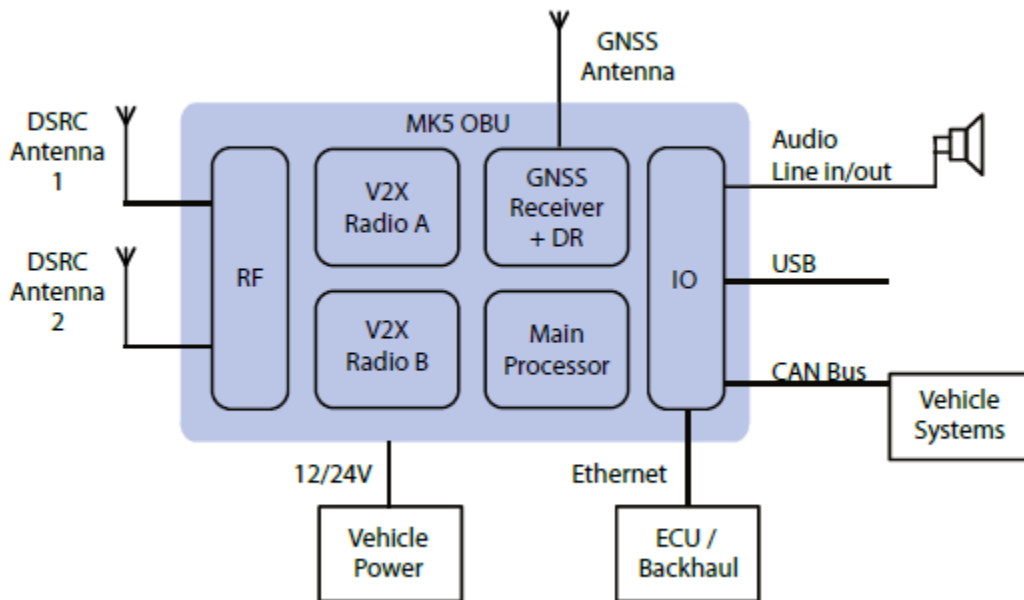 GNSS
Antenna
DSRC
Antenna
1
MK5 OBU
Audio
Line in/out
V2X
Radio A
GNSS
Receiver
+ DR
DSRC
Antenna
2
RF
IO
USB
V2X
Radio B
Main
Processor
CAN Bus
Vehicle
Systems
12/24V
Ethernet
Vehicle
Power
ECU /
Backhaul